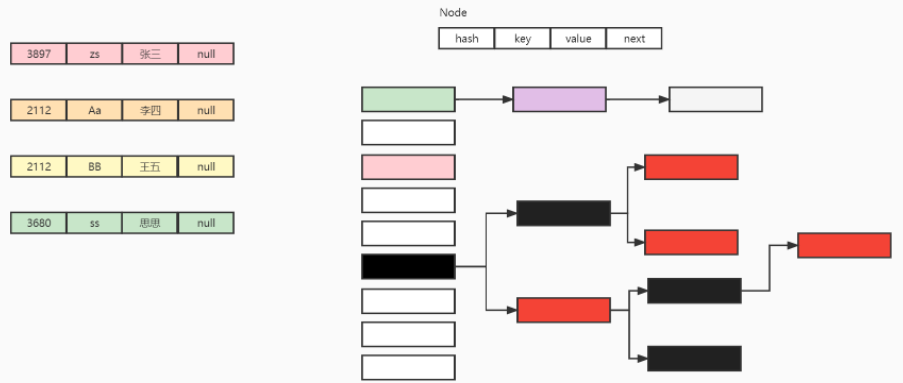 Node
hash key value next
3897 zs 张三 null
2112 Aa 李四 null
2112 BB 王五 null
3680 ss 思思 null